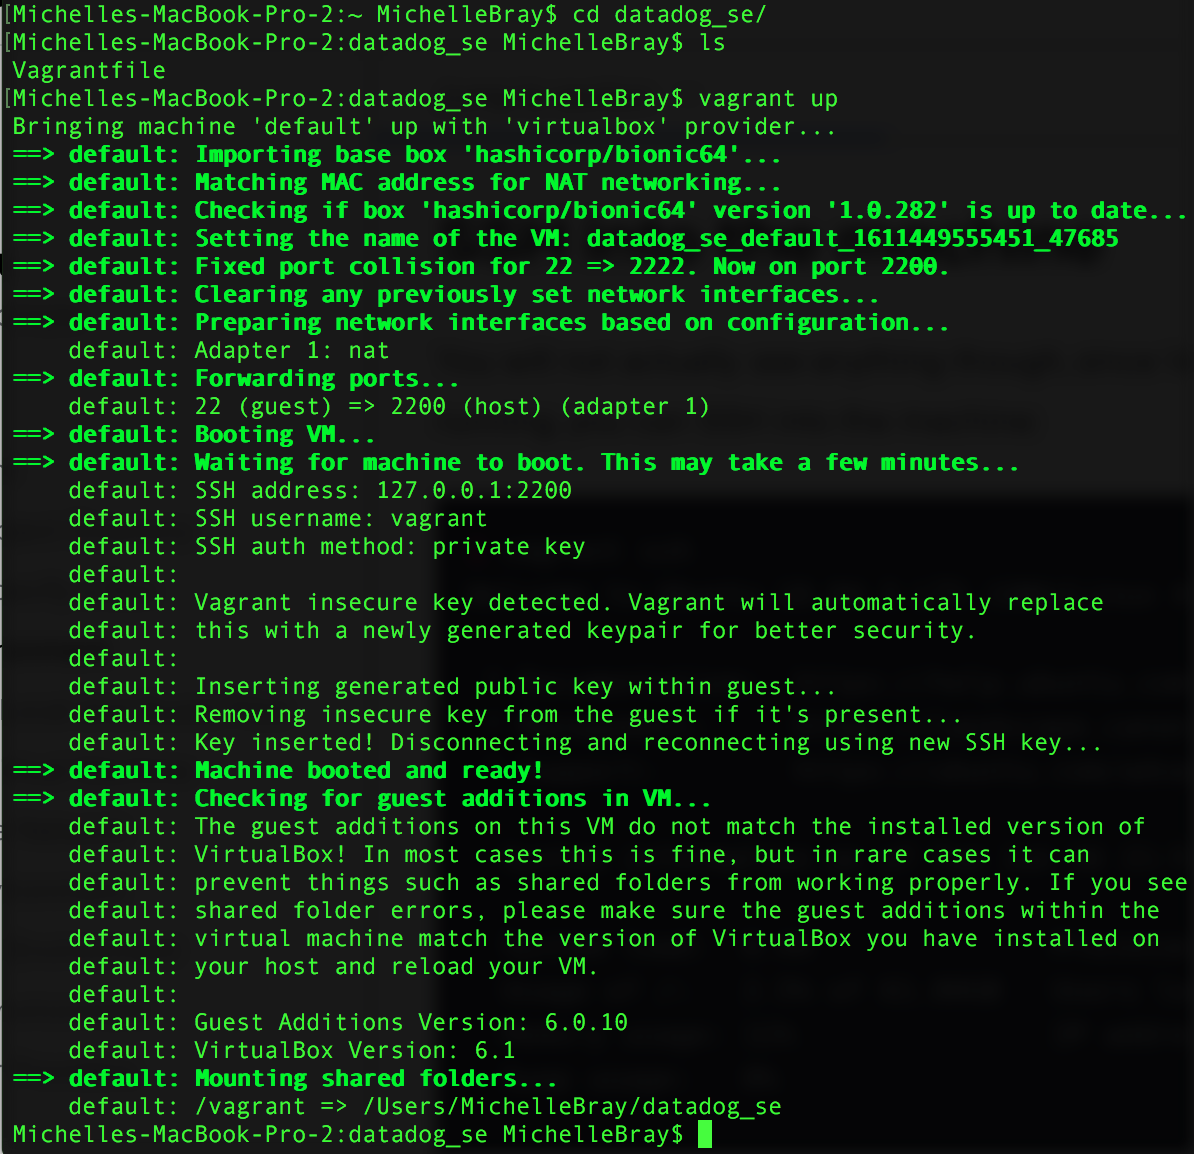 [Michelles-MacBook-Pro-2:~ MichelleBray$ cd datadog_se/
[Michelles-MacBook-Pro-2:datadog_se MichelleBray$ ls
Vagrantfile
[Michelles-MacBook-Pro-2:datadog_se MichelleBray$ vagrant up
Bringing machine 'default' up with 'virtualbox' provider...
==> default: Importing base box 'hashicorp/bionic64'...
==> default: Matching MAC address for NAT networking...
==> default: Checking if box 'hashicorp/bionic64' version '1.0.282' is up to date...
==> default: Setting the name of the VM: datadog_se_default_1611449555451_47685
==> default: Fixed port collision for 22 => 2222. Now on port 2200.
==> default: Clearing any previously set network interfaces...
==> default: Preparing network interfaces based on configuration...
    default: Adapter 1: nat
==> default: Forwarding ports...
    default: 22 (guest) => 2200 (host) (adapter 1)
==> default: Booting VM...
==> default: Waiting for machine to boot. This may take a few minutes...
    default: SSH address: 127.0.0.1:2200
    default: SSH username: vagrant
    default: SSH auth method: private key
    default:
    default: Vagrant insecure key detected. Vagrant will automatically replace
    default: this with a newly generated keypair for better security.
    default:
    default: Inserting generated public key within guest...
    default: Removing insecure key from the guest if it's present...
    default: Key inserted! Disconnecting and reconnecting using new SSH key...
==> default: Machine booted and ready!
==> default: Checking for guest additions in VM...
    default: The guest additions on this VM do not match the installed version of
    default: VirtualBox! In most cases this is fine, but in rare cases it can
    default: prevent things such as shared folders from working properly. If you see
    default: shared folder errors, please make sure the guest additions within the
    default: virtual machine match the version of VirtualBox you have installed on
    default: your host and reload your VM.
    default:
    default: Guest Additions Version: 6.0.10
    default: VirtualBox Version: 6.1
==> default: Mounting shared folders...
    default: /vagrant => /Users/MichelleBray/datadog_se
Michelles-MacBook-Pro-2:datadog_se MichelleBray$